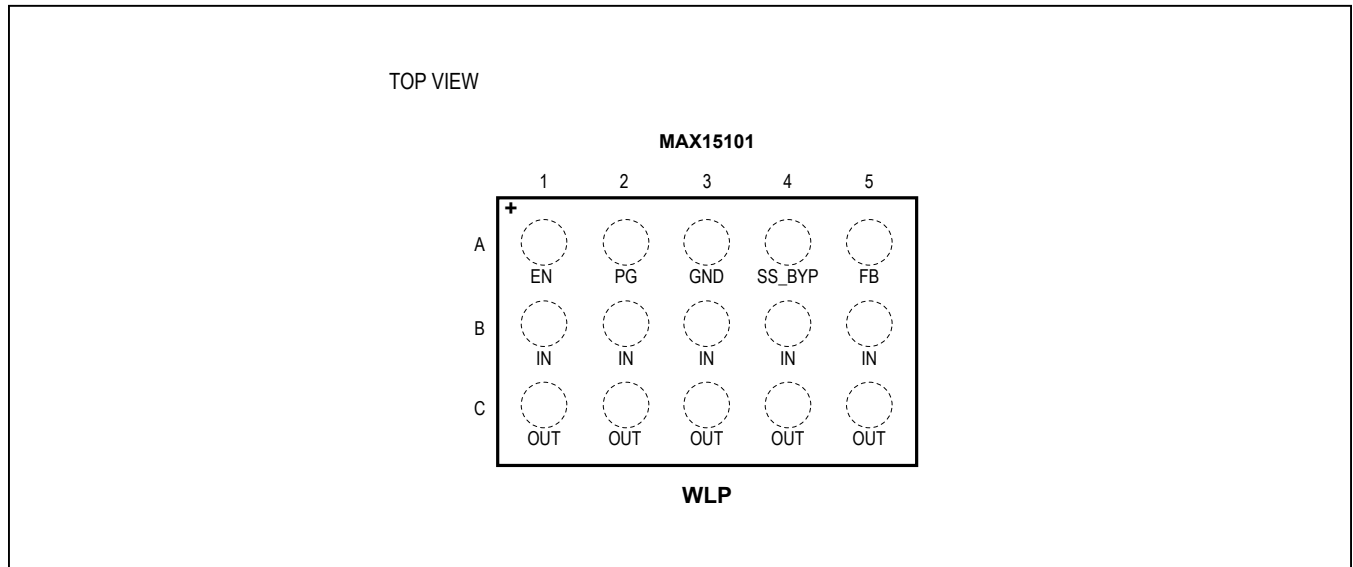 TOP VIEW
MAX15101
1 2 3 4 5
+
A
EN PG GND SS_BYP FB
B
IN IN IN IN IN
C
OUT OUT OUT OUT OUT
WLP